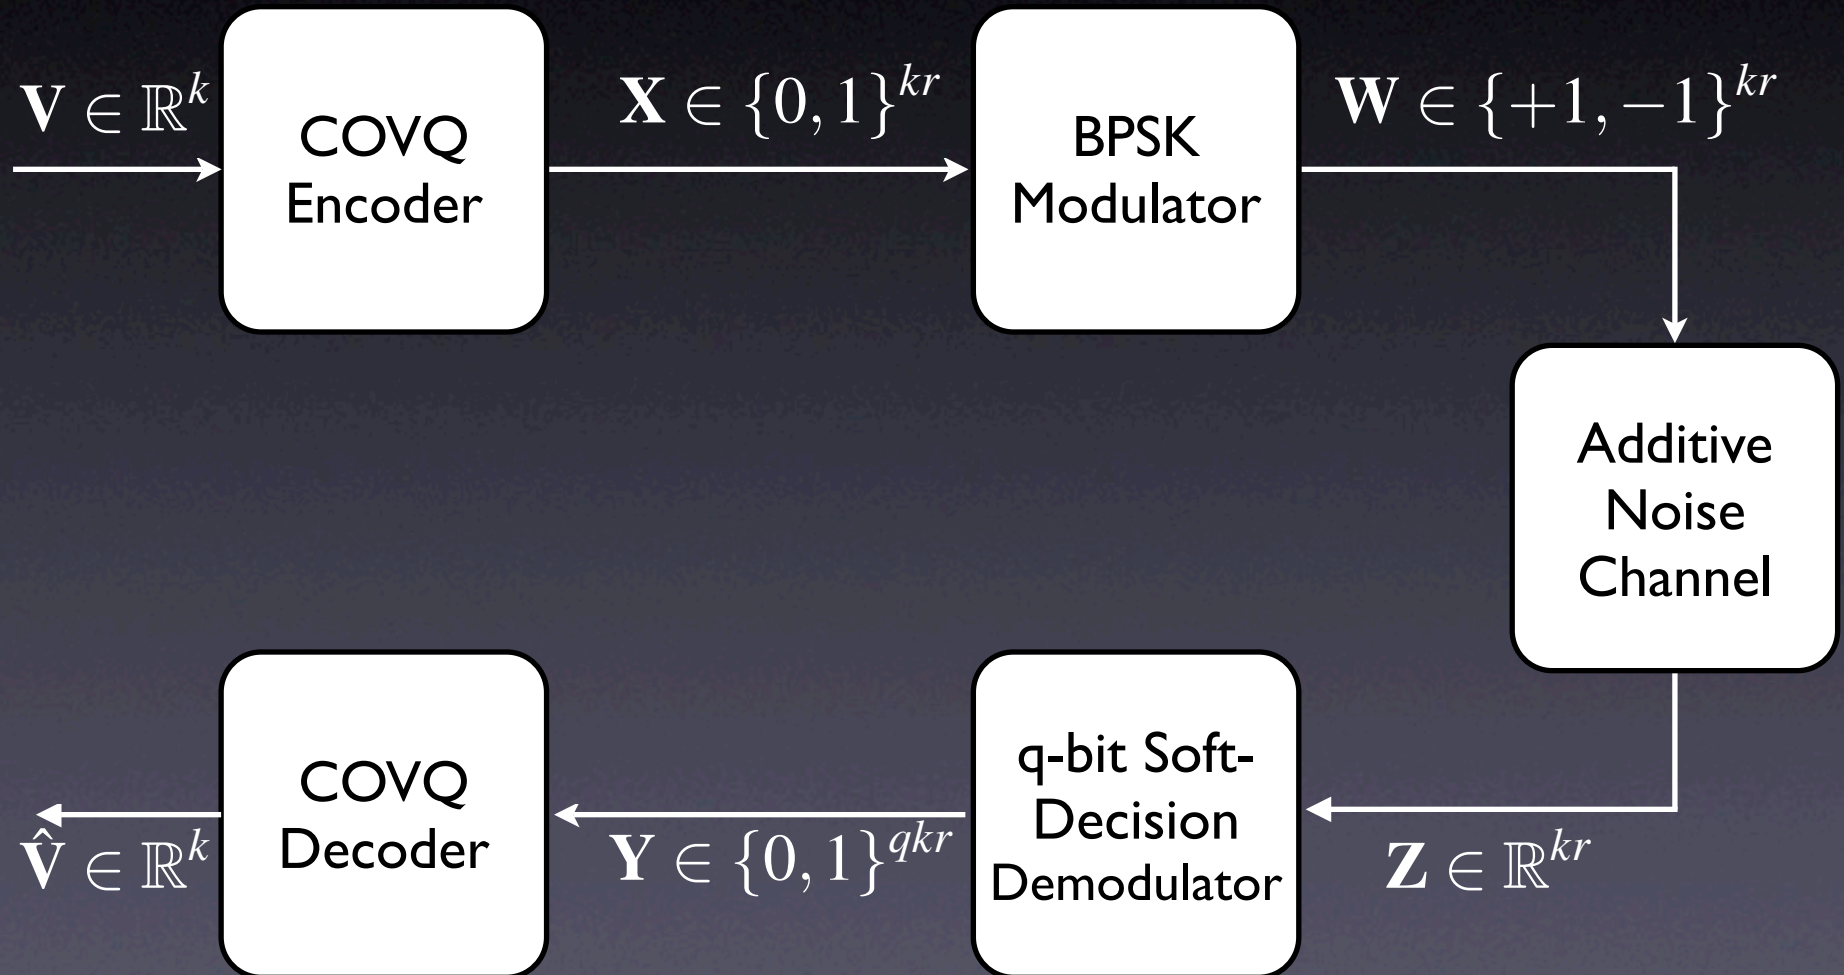 𝐕 ∈ ℝ^k
COVQ
Encoder
𝐗 ∈ {0, 1}^{kr}
BPSK
Modulator
𝐖 ∈ {+1, −1}^{kr}
Additive
Noise
Channel
𝐙 ∈ ℝ^{kr}
q-bit Soft-
Decision
Demodulator
𝐘 ∈ {0, 1}^{qkr}
COVQ
Decoder
𝐕̂ ∈ ℝ^k